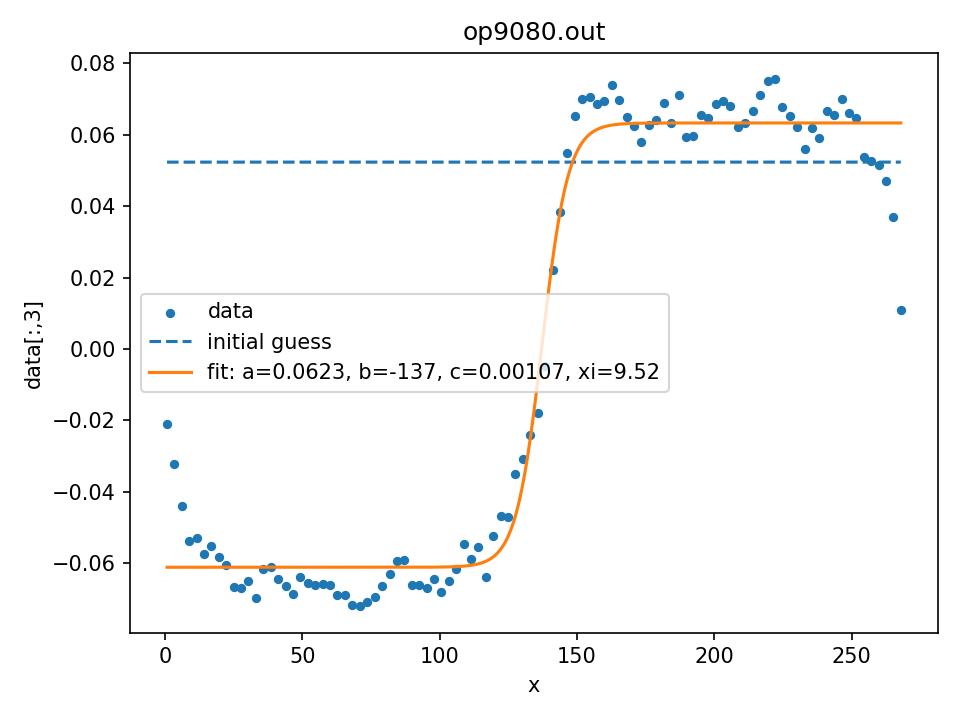 op9080.out
0.08
0.06
0.04
0.02
0.00
−0.02
−0.04
−0.06
data[:,3]
data
initial guess
fit: a=0.0623, b=-137, c=0.00107, xi=9.52
0 50 100 150 200 250
x